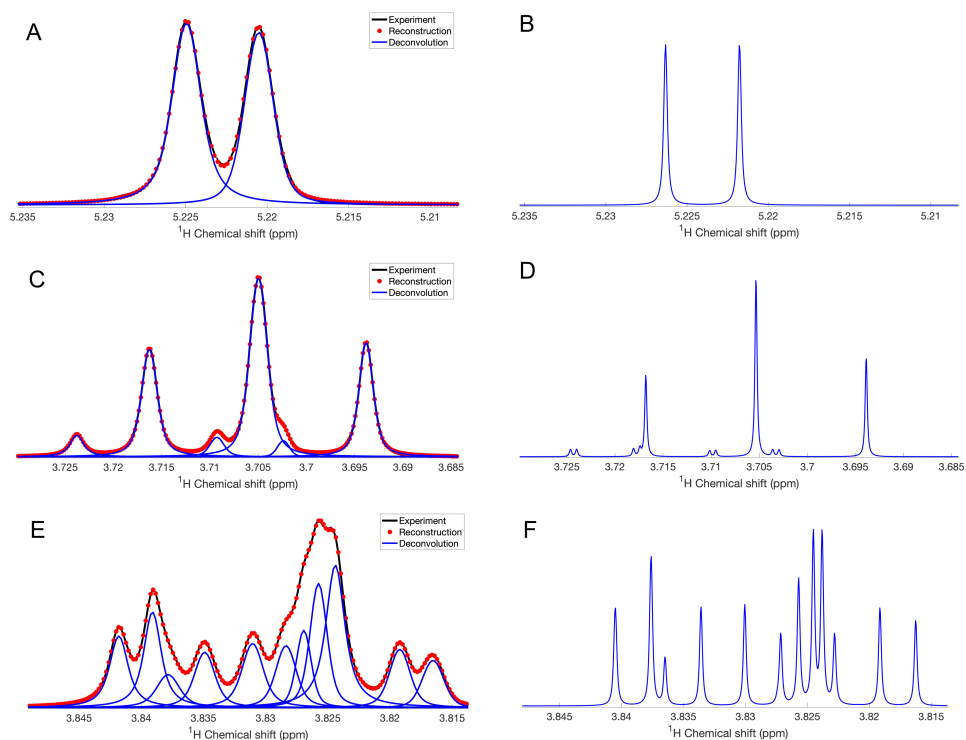 A
Experiment
Reconstruction
Deconvolution
5.235 5.23 5.225 5.22 5.215 5.21
¹H Chemical shift (ppm)
B
5.235 5.23 5.225 5.22 5.215 5.21
¹H Chemical shift (ppm)
C
Experiment
Reconstruction
Deconvolution
3.725 3.72 3.715 3.71 3.705 3.7 3.695 3.69 3.685
¹H Chemical shift (ppm)
D
3.725 3.72 3.715 3.71 3.705 3.7 3.695 3.69 3.685
¹H Chemical shift (ppm)
E
Experiment
Reconstruction
Deconvolution
3.845 3.84 3.835 3.83 3.825 3.82 3.815
¹H Chemical shift (ppm)
F
3.845 3.84 3.835 3.83 3.825 3.82 3.815
¹H Chemical shift (ppm)